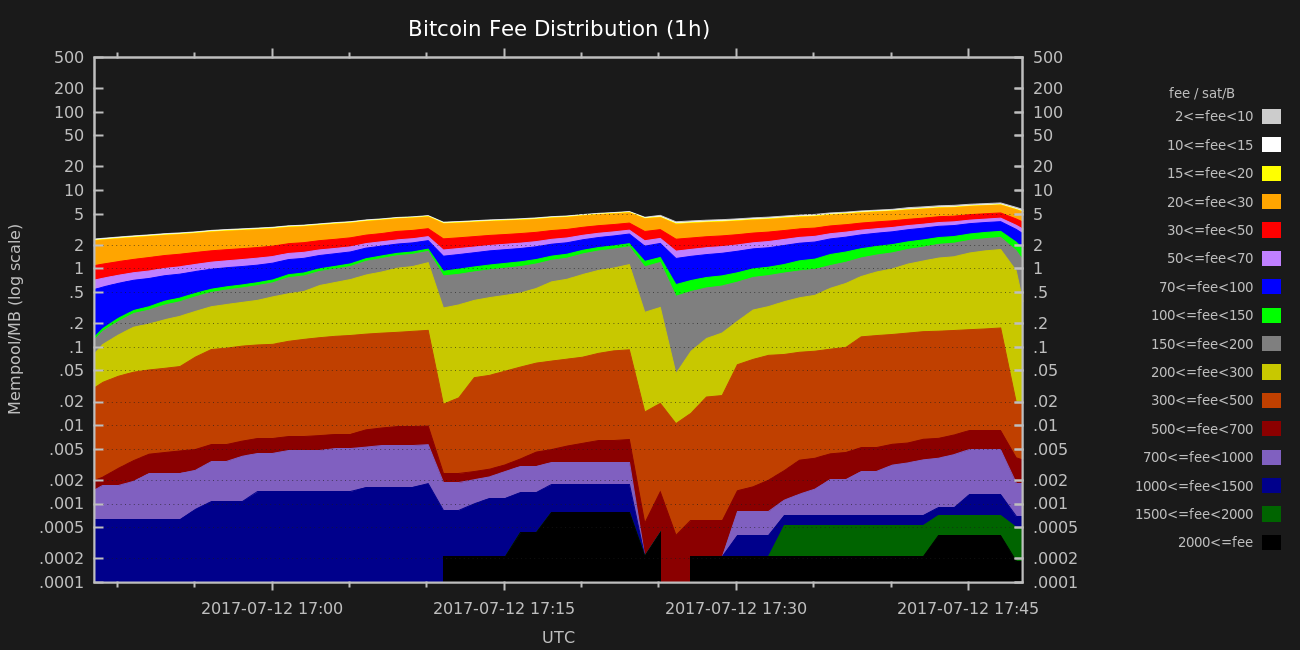 Bitcoin Fee Distribution (1h)
500 500
200 200
100 100
50 50
20 20
10 10
5 5
2 2
1 1
.5 .5
.2 .2
.1 .1
.05 .05
.02 .02
.01 .01
.005 .005
.002 .002
.001 .001
.0005 .0005
.0002 .0002
.0001 .0001
Mempool/MB (log scale)
2017-07-12 17:00 2017-07-12 17:15 2017-07-12 17:30 2017-07-12 17:45
UTC
fee / sat/B
2<=fee<10
10<=fee<15
15<=fee<20
20<=fee<30
30<=fee<50
50<=fee<70
70<=fee<100
100<=fee<150
150<=fee<200
200<=fee<300
300<=fee<500
500<=fee<700
700<=fee<1000
1000<=fee<1500
1500<=fee<2000
2000<=fee